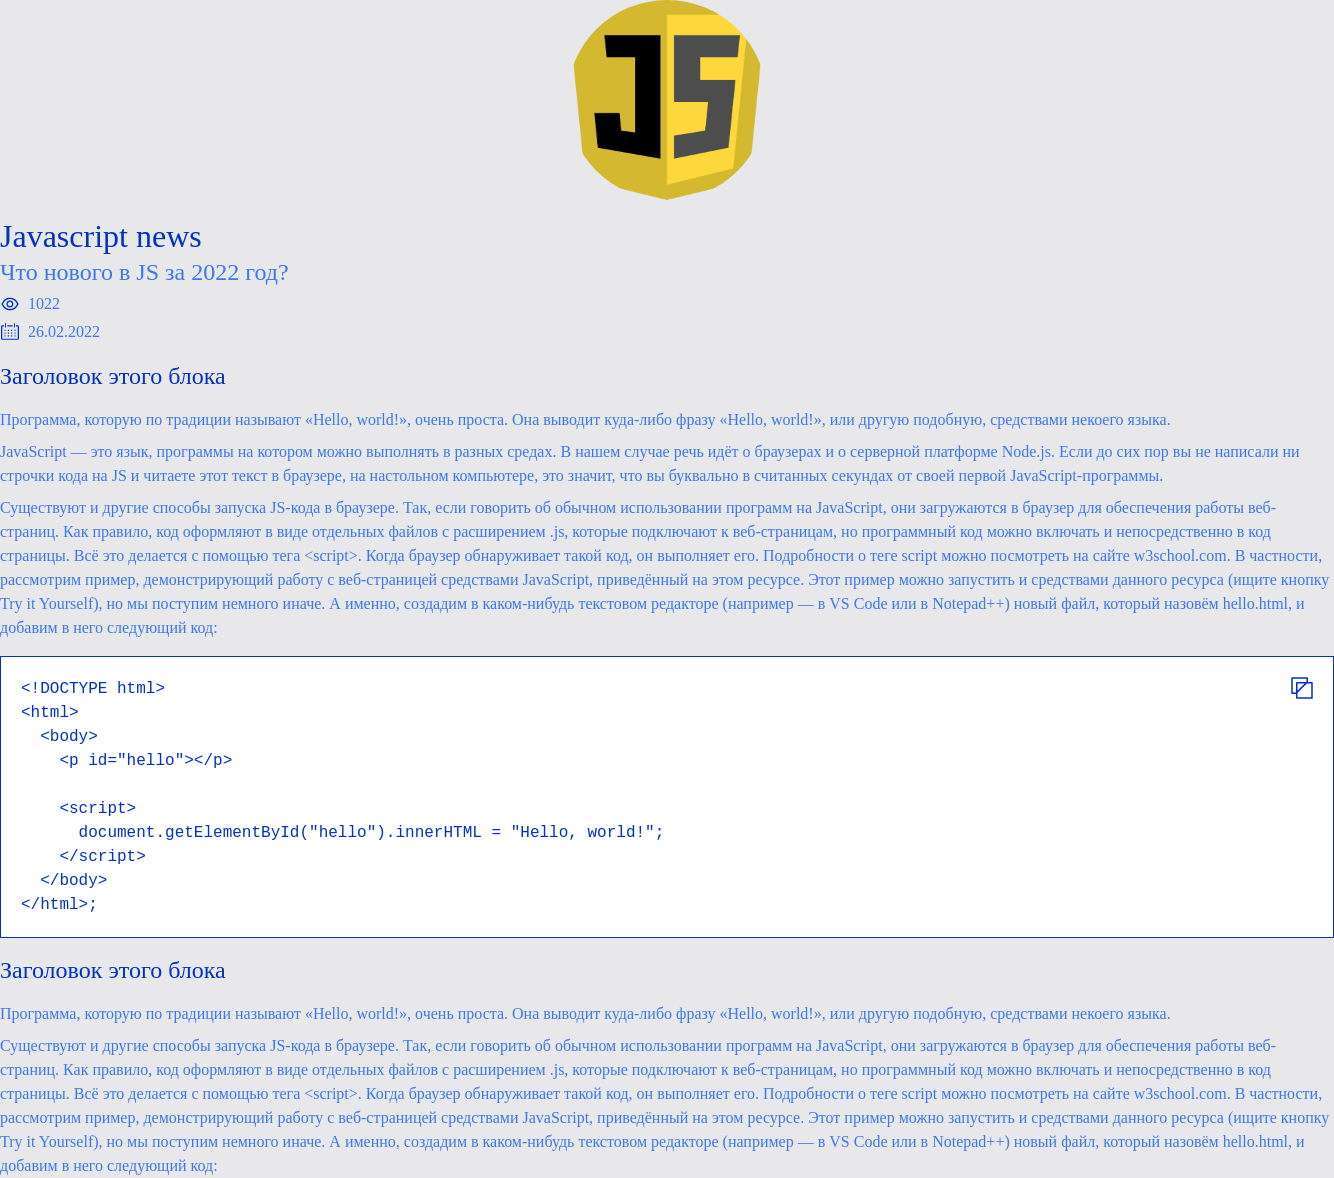 JS
Javascript news
Что нового в JS за 2022 год?
1022
26.02.2022
Заголовок этого блока
Программа, которую по традиции называют «Hello, world!», очень проста. Она выводит куда-либо фразу «Hello, world!», или другую подобную, средствами некоего языка.
JavaScript — это язык, программы на котором можно выполнять в разных средах. В нашем случае речь идёт о браузерах и о серверной платформе Node.js. Если до сих пор вы не написали ни
строчки кода на JS и читаете этот текст в браузере, на настольном компьютере, это значит, что вы буквально в считанных секундах от своей первой JavaScript-программы.
Существуют и другие способы запуска JS-кода в браузере. Так, если говорить об обычном использовании программ на JavaScript, они загружаются в браузер для обеспечения работы веб-
страниц. Как правило, код оформляют в виде отдельных файлов с расширением .js, которые подключают к веб-страницам, но программный код можно включать и непосредственно в код
страницы. Всё это делается с помощью тега <script>. Когда браузер обнаруживает такой код, он выполняет его. Подробности о теге script можно посмотреть на сайте w3school.com. В частности,
рассмотрим пример, демонстрирующий работу с веб-страницей средствами JavaScript, приведённый на этом ресурсе. Этот пример можно запустить и средствами данного ресурса (ищите кнопку
Try it Yourself), но мы поступим немного иначе. А именно, создадим в каком-нибудь текстовом редакторе (например — в VS Code или в Notepad++) новый файл, который назовём hello.html, и
добавим в него следующий код:
<!DOCTYPE html>
<html>
  <body>
    <p id="hello"></p>

    <script>
      document.getElementById("hello").innerHTML = "Hello, world!";
    </script>
  </body>
</html>;
Заголовок этого блока
Программа, которую по традиции называют «Hello, world!», очень проста. Она выводит куда-либо фразу «Hello, world!», или другую подобную, средствами некоего языка.
Существуют и другие способы запуска JS-кода в браузере. Так, если говорить об обычном использовании программ на JavaScript, они загружаются в браузер для обеспечения работы веб-
страниц. Как правило, код оформляют в виде отдельных файлов с расширением .js, которые подключают к веб-страницам, но программный код можно включать и непосредственно в код
страницы. Всё это делается с помощью тега <script>. Когда браузер обнаруживает такой код, он выполняет его. Подробности о теге script можно посмотреть на сайте w3school.com. В частности,
рассмотрим пример, демонстрирующий работу с веб-страницей средствами JavaScript, приведённый на этом ресурсе. Этот пример можно запустить и средствами данного ресурса (ищите кнопку
Try it Yourself), но мы поступим немного иначе. А именно, создадим в каком-нибудь текстовом редакторе (например — в VS Code или в Notepad++) новый файл, который назовём hello.html, и
добавим в него следующий код: